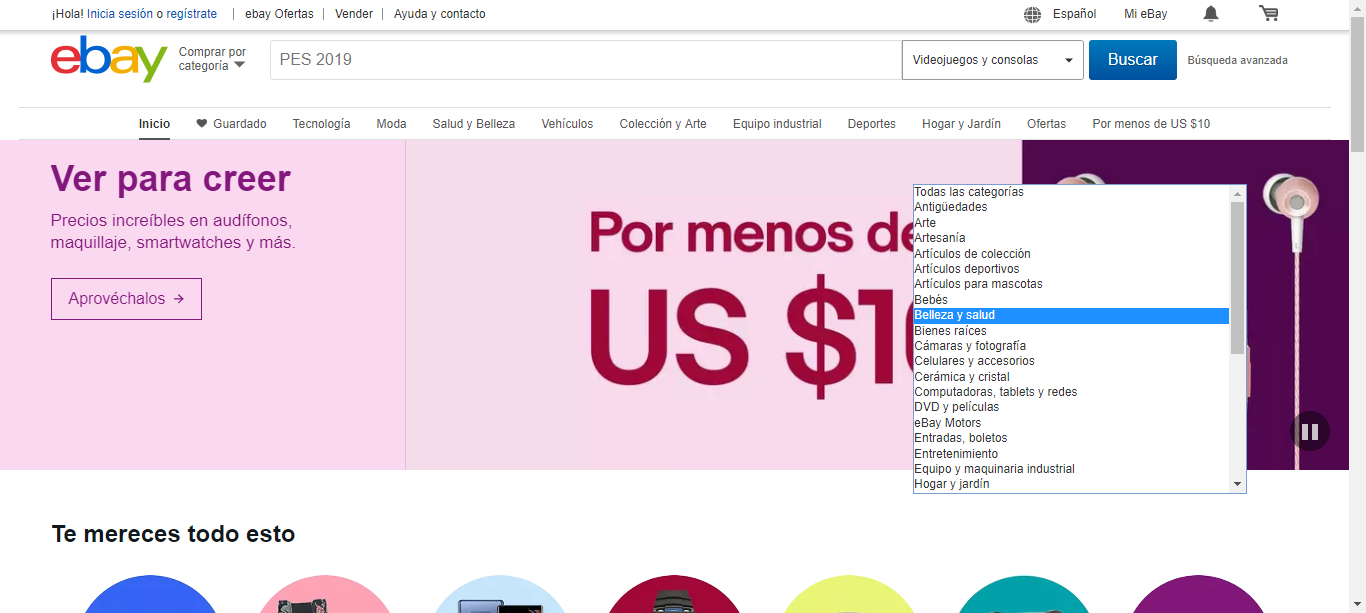 ¡Hola! Inicia sesión o regístrate | ebay Ofertas | Vender | Ayuda y contacto Español Mi eBay
ebay Comprar por categoría PES 2019 Videojuegos y consolas Buscar Búsqueda avanzada
Inicio Guardado Tecnología Moda Salud y Belleza Vehículos Colección y Arte Equipo industrial Deportes Hogar y Jardín Ofertas Por menos de US $10
Ver para creer
Precios increíbles en audífonos,
maquillaje, smartwatches y más.
Aprovéchalos →
Por menos de
US $10
Todas las categorías
Antigüedades
Arte
Artesanía
Artículos de colección
Artículos deportivos
Artículos para mascotas
Bebés
Belleza y salud
Bienes raíces
Cámaras y fotografía
Celulares y accesorios
Cerámica y cristal
Computadoras, tablets y redes
DVD y películas
eBay Motors
Entradas, boletos
Entretenimiento
Equipo y maquinaria industrial
Hogar y jardín
Te mereces todo esto